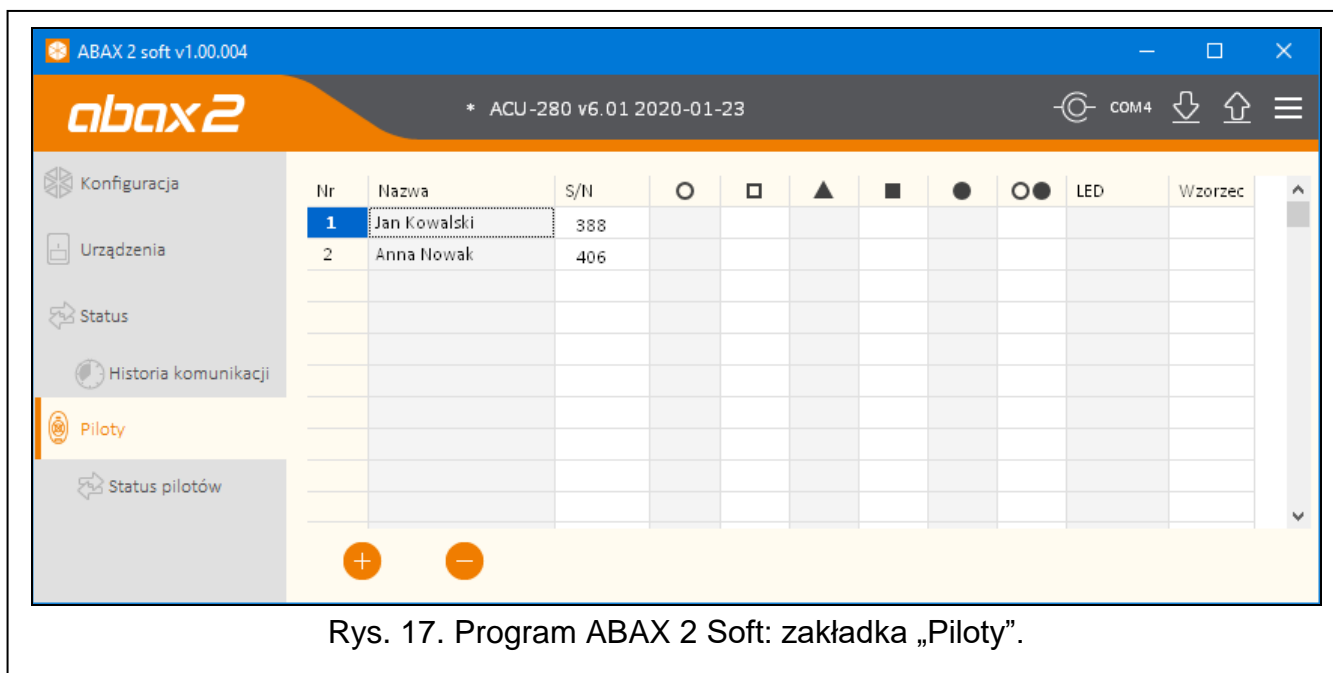 ABAX 2 soft v1.00.004
abax2
* ACU-280 v6.01 2020-01-23
COM4
Konfiguracja
Urządzenia
Status
Historia komunikacji
Piloty
Status pilotów
Nr Nazwa S/N LED Wzorzec
1 Jan Kowalski 388
2 Anna Nowak 406
Rys. 17. Program ABAX 2 Soft: zakładka „Piloty”.